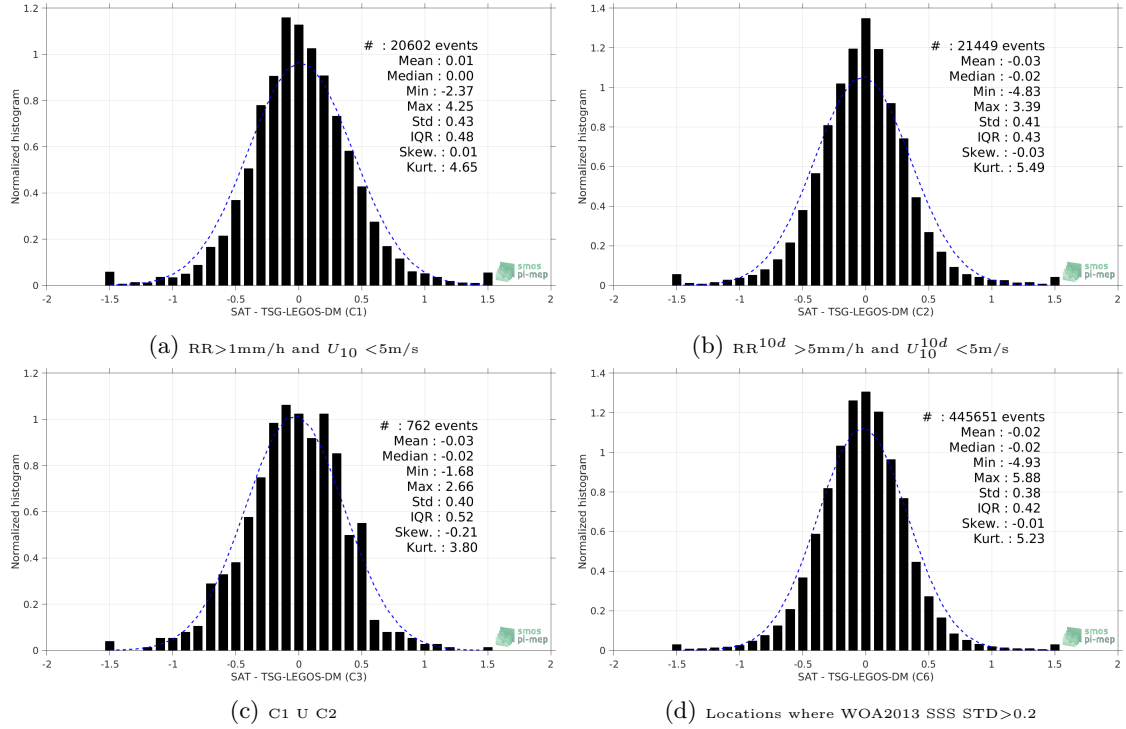 1.2
1
0.8
0.6
0.4
0.2
0
Normalized histogram
# : 20602 events
Mean : 0.01
Median : 0.00
Min : -2.37
Max : 4.25
Std : 0.43
IQR : 0.48
Skew. : 0.01
Kurt. : 4.65
smos
pi-mep
-2 -1.5 -1 -0.5 0 0.5 1 1.5 2
SAT - TSG-LEGOS-DM (C1)
(a) RR>1mm/h and U10 <5m/s
1.4
1.2
1
0.8
0.6
0.4
0.2
0
Normalized histogram
# : 21449 events
Mean : -0.03
Median : -0.02
Min : -4.83
Max : 3.39
Std : 0.41
IQR : 0.43
Skew. : -0.03
Kurt. : 5.49
smos
pi-mep
-2 -1.5 -1 -0.5 0 0.5 1 1.5 2
SAT - TSG-LEGOS-DM (C2)
(b) RR^10d >5mm/h and U10^10d <5m/s
1.2
1
0.8
0.6
0.4
0.2
0
Normalized histogram
# : 762 events
Mean : -0.03
Median : -0.02
Min : -1.68
Max : 2.66
Std : 0.40
IQR : 0.52
Skew. : -0.21
Kurt. : 3.80
smos
pi-mep
-2 -1.5 -1 -0.5 0 0.5 1 1.5 2
SAT - TSG-LEGOS-DM (C3)
(c) C1 U C2
1.4
1.2
1
0.8
0.6
0.4
0.2
0
Normalized histogram
# : 445651 events
Mean : -0.02
Median : -0.02
Min : -4.93
Max : 5.88
Std : 0.38
IQR : 0.42
Skew. : -0.01
Kurt. : 5.23
smos
pi-mep
-2 -1.5 -1 -0.5 0 0.5 1 1.5 2
SAT - TSG-LEGOS-DM (C6)
(d) Locations where WOA2013 SSS STD>0.2